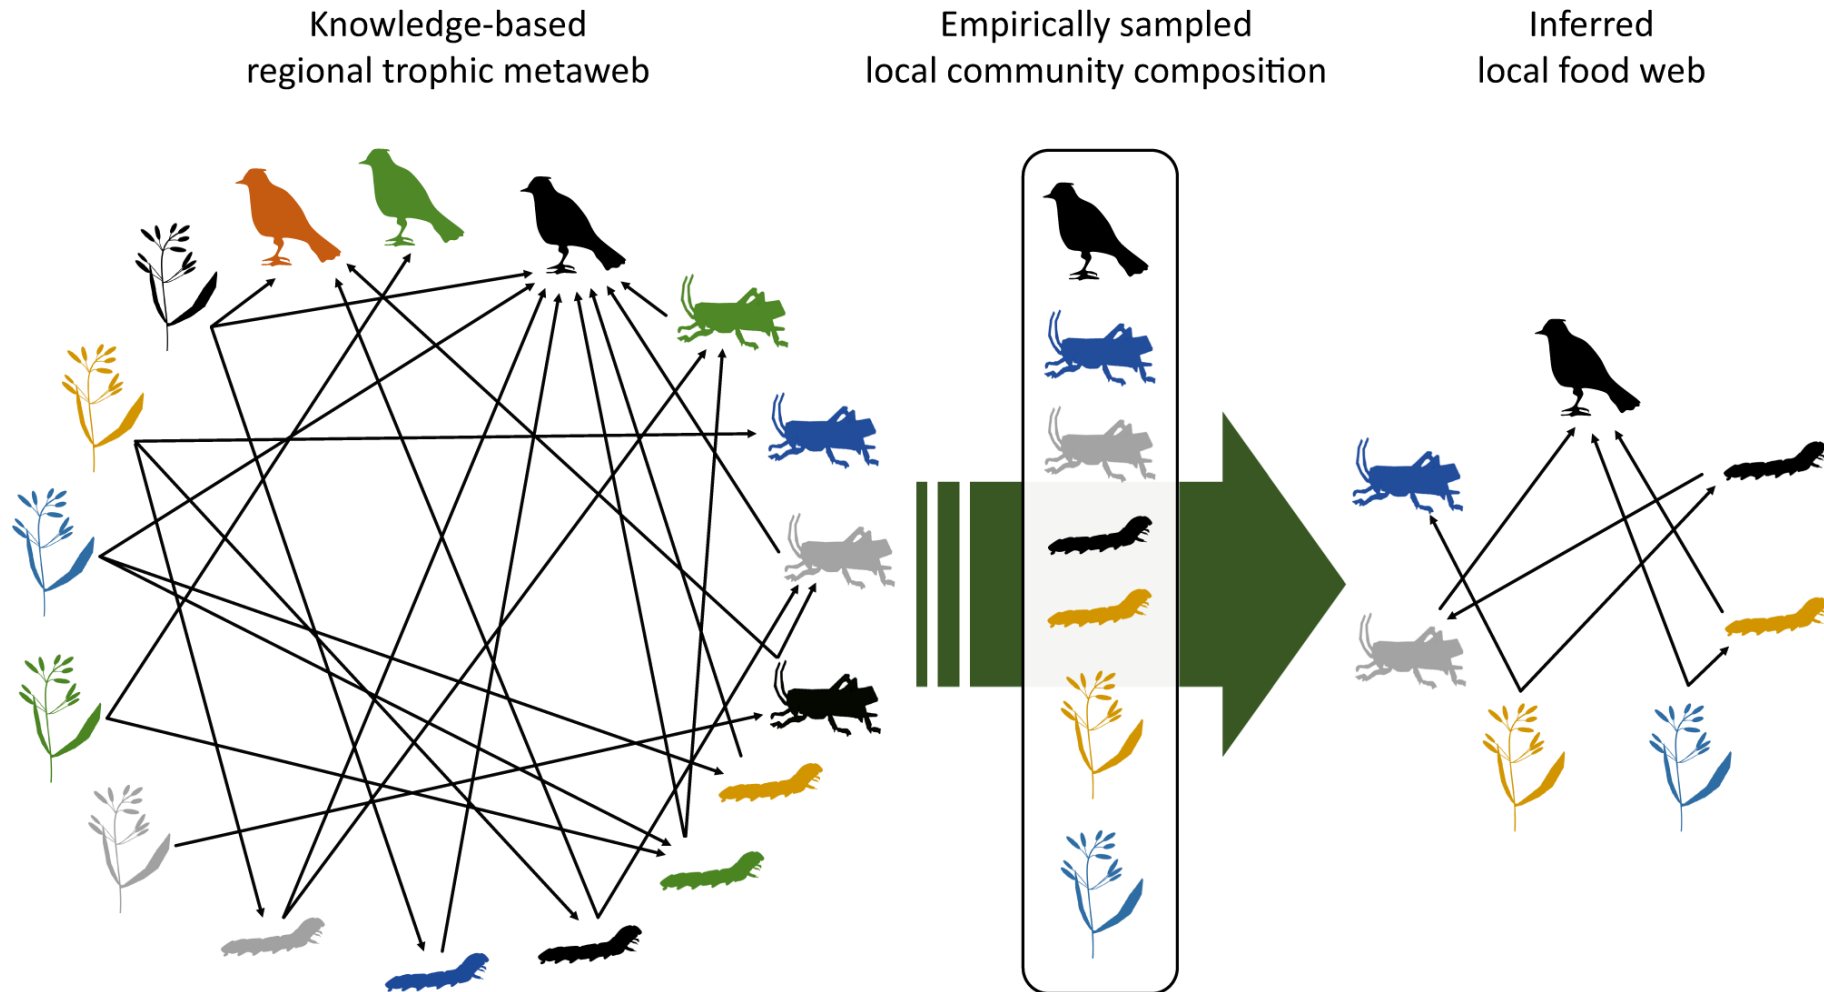 Knowledge-based
regional trophic metaweb
Empirically sampled
local community composition
Inferred
local food web